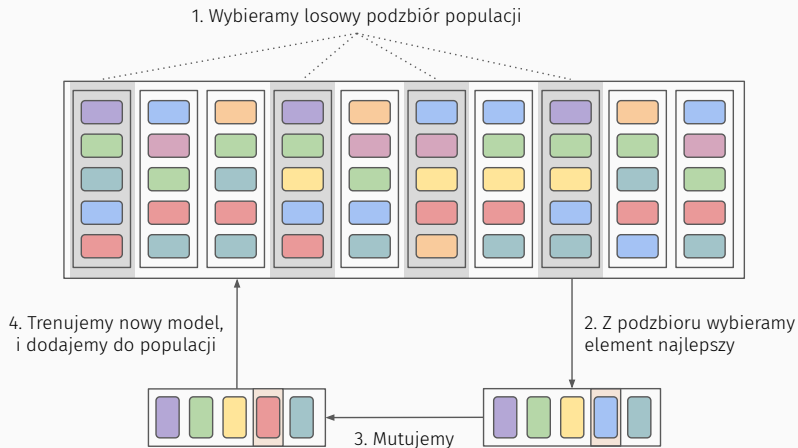 1. Wybieramy losowy podzbiór populacji
4. Trenujemy nowy model,
i dodajemy do populacji
2. Z podzbioru wybieramy
element najlepszy
3. Mutujemy